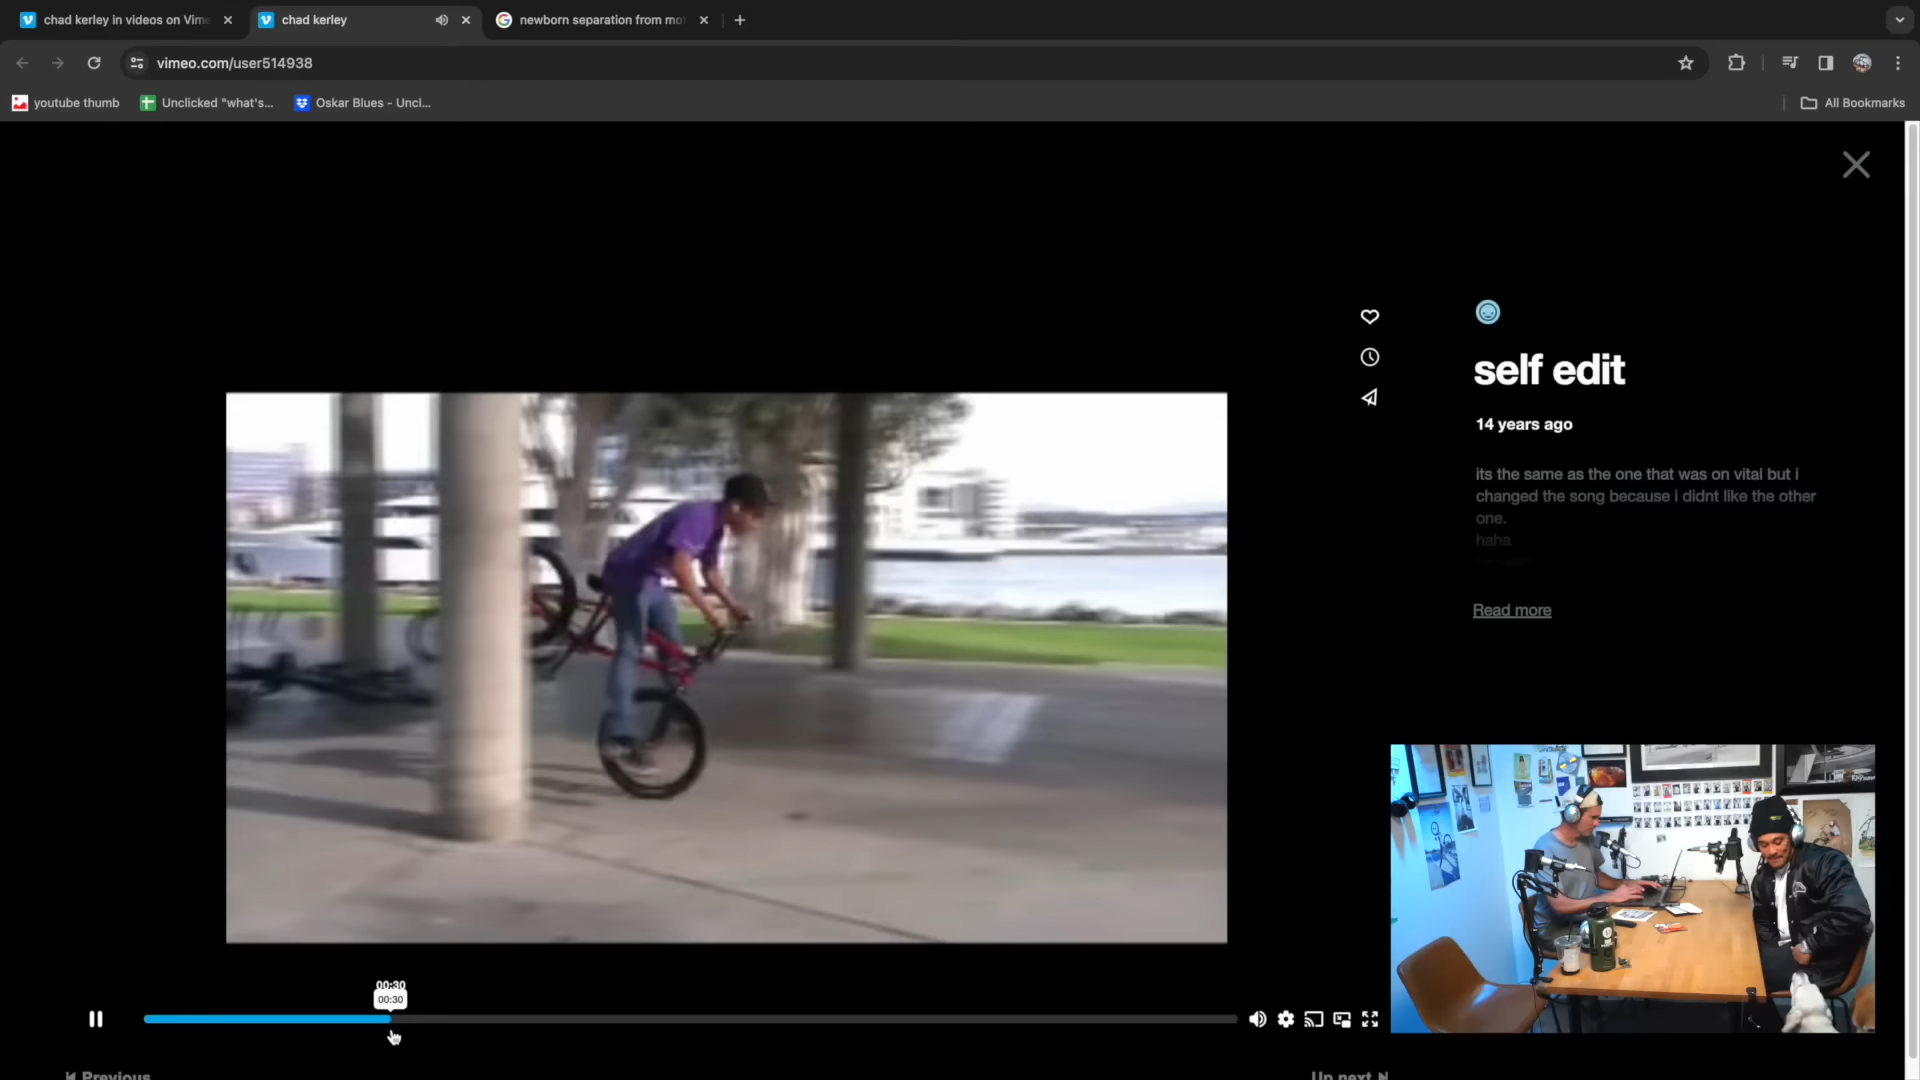 chad kerley in videos on Vime
chad kerley
newborn separation from mot
vimeo.com/user514938
youtube thumb
Unclicked "what's...
Oskar Blues - Uncl...
All Bookmarks
self edit
14 years ago
its the same as the one that was on vital but i
changed the song because i didnt like the other
one.
haha
Read more
00:30
00:30
Previous
Up next